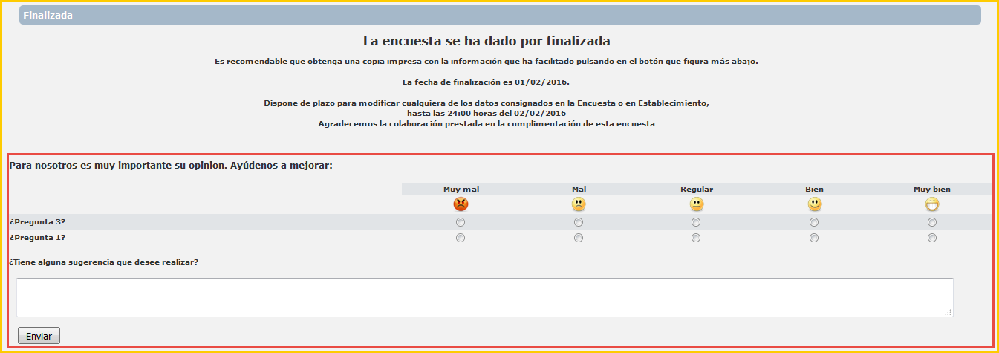 Finalizada
La encuesta se ha dado por finalizada
Es recomendable que obtenga una copia impresa con la información que ha facilitado pulsando en el botón que figura más abajo.
La fecha de finalización es 01/02/2016.
Dispone de plazo para modificar cualquiera de los datos consignados en la Encuesta o en Establecimiento,
hasta las 24:00 horas del 02/02/2016
Agradecemos la colaboración prestada en la cumplimentación de esta encuesta
Para nosotros es muy importante su opinion. Ayúdenos a mejorar:
Muy mal Mal Regular Bien Muy bien
¿Pregunta 3?
¿Pregunta 1?
¿Tiene alguna sugerencia que desee realizar?
Enviar